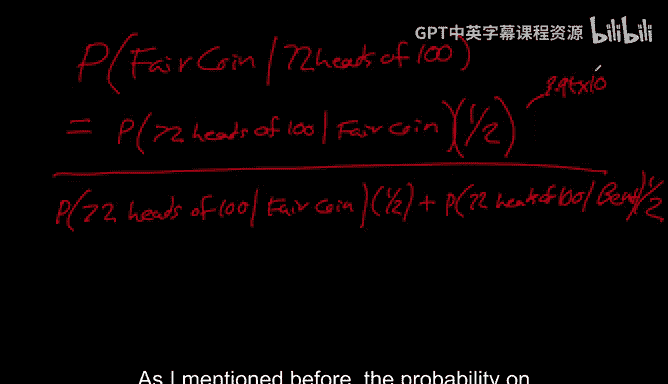 GPT中英字幕课程资源 bilibili
P(Fair Coin | 72 heads of 100)
9.95x10
= P(72 heads of 100 | Fair Coin)(1/2)
P(72 heads of 100 | Fair Coin)(1/2) + P(72 heads of 100 | Bent)1/2
As I mentioned before, the probability on